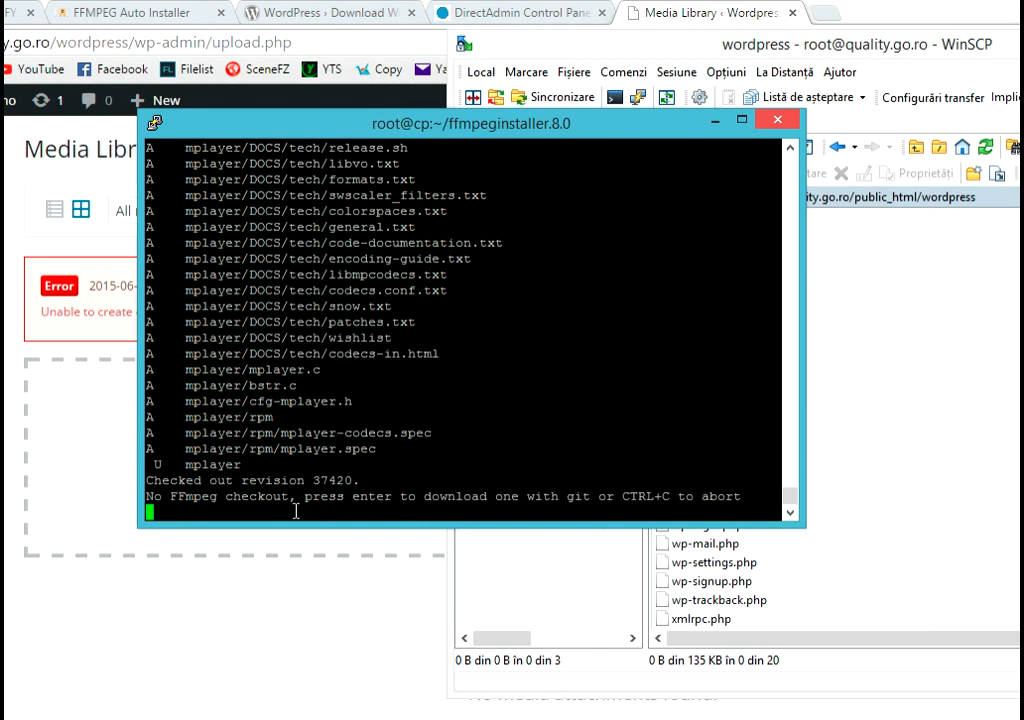 FY
FFMPEG Auto Installer
WordPress › Download W
DirectAdmin Control Pane
Media Library ‹ Wordpres
y.go.ro/wordpress/wp-admin/upload.php
YouTube
Facebook
Filelist
SceneFZ
YTS
Copy
Ya
no
1
0
New
Media Libr
All
Error
2015-06-
Unable to create
wordpress - root@quality.go.ro - WinSCP
Local
Marcare
Fișiere
Comenzi
Sesiune
Opțiuni
La Distanță
Ajutor
Sincronizare
Listă de așteptare
Configurări transfer
Implic
root@cp:~/ffmpeginstaller.8.0
A mplayer/DOCS/tech/release.sh
A mplayer/DOCS/tech/libvo.txt
A mplayer/DOCS/tech/formats.txt
A mplayer/DOCS/tech/swscaler_filters.txt
A mplayer/DOCS/tech/colorspaces.txt
A mplayer/DOCS/tech/general.txt
A mplayer/DOCS/tech/code-documentation.txt
A mplayer/DOCS/tech/encoding-guide.txt
A mplayer/DOCS/tech/libmpcodecs.txt
A mplayer/DOCS/tech/codecs.conf.txt
A mplayer/DOCS/tech/snow.txt
A mplayer/DOCS/tech/patches.txt
A mplayer/DOCS/tech/wishlist
A mplayer/DOCS/tech/codecs-in.html
A mplayer/mplayer.c
A mplayer/bstr.c
A mplayer/cfg-mplayer.h
A mplayer/rpm
A mplayer/rpm/mplayer-codecs.spec
A mplayer/rpm/mplayer.spec
U mplayer
Checked out revision 37420.
No FFmpeg checkout, press enter to download one with git or CTRL+C to abort
tare
Proprietăți
ity.go.ro/public_html/wordpress
wp-mail.php
wp-settings.php
wp-signup.php
wp-trackback.php
xmlrpc.php
0 B din 0 B în 0 din 3
0 B din 135 KB în 0 din 20